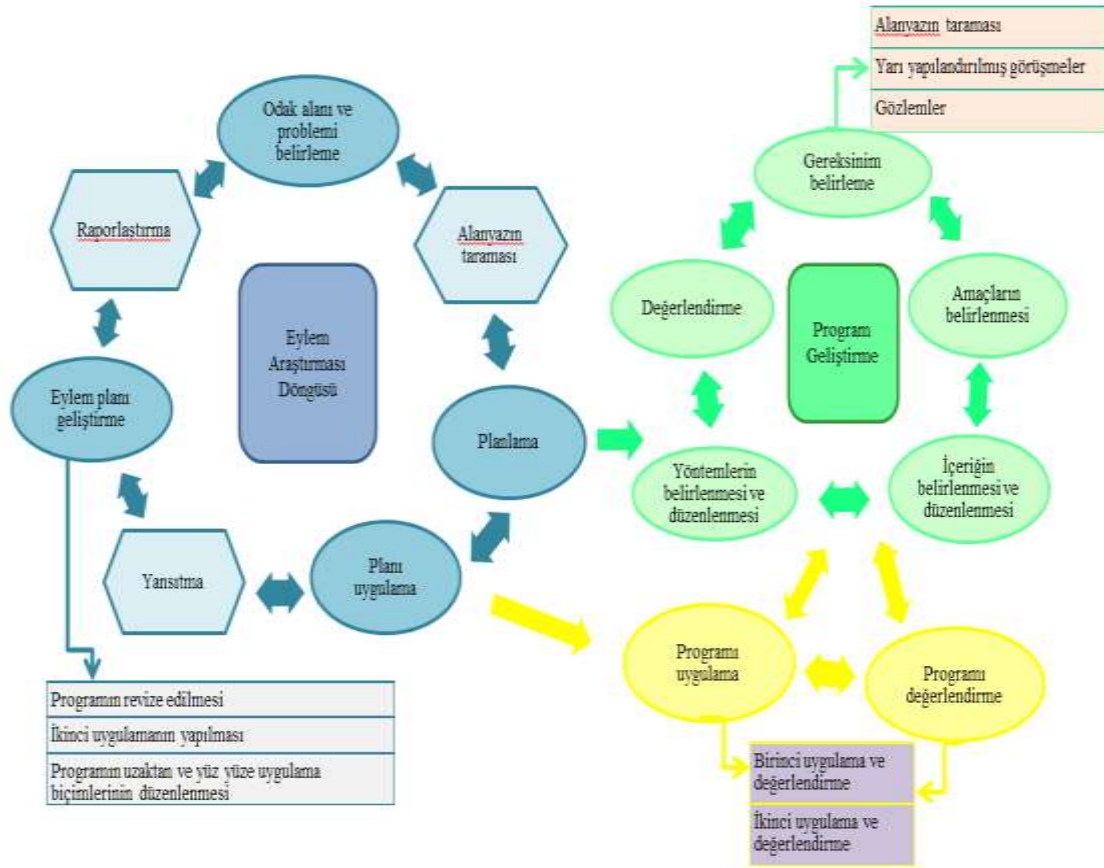 Alanyazın taraması
Yarı yapılandırılmış görüşmeler
Gözlemler
Odak alanı ve
problemi
belirleme
Gereksinim
belirleme
Raporlaştırma
Alanyazın
taraması
Eylem
Araştırması
Döngüsü
Değerlendirme
Program
Geliştirme
Amaçların
belirlenmesi
Eylem planı
geliştirme
Planlama
Yöntemlerin
belirlenmesi ve
düzenlenmesi
İçeriğin
belirlenmesi ve
düzenlenmesi
Yansıtma
Planı
uygulama
Programı
uygulama
Programı
değerlendirme
Programın revize edilmesi
İkinci uygulamanın yapılması
Programın uzaktan ve yüz yüze uygulama
biçimlerinin düzenlenmesi
Birinci uygulama ve
değerlendirme
İkinci uygulama ve
değerlendirme